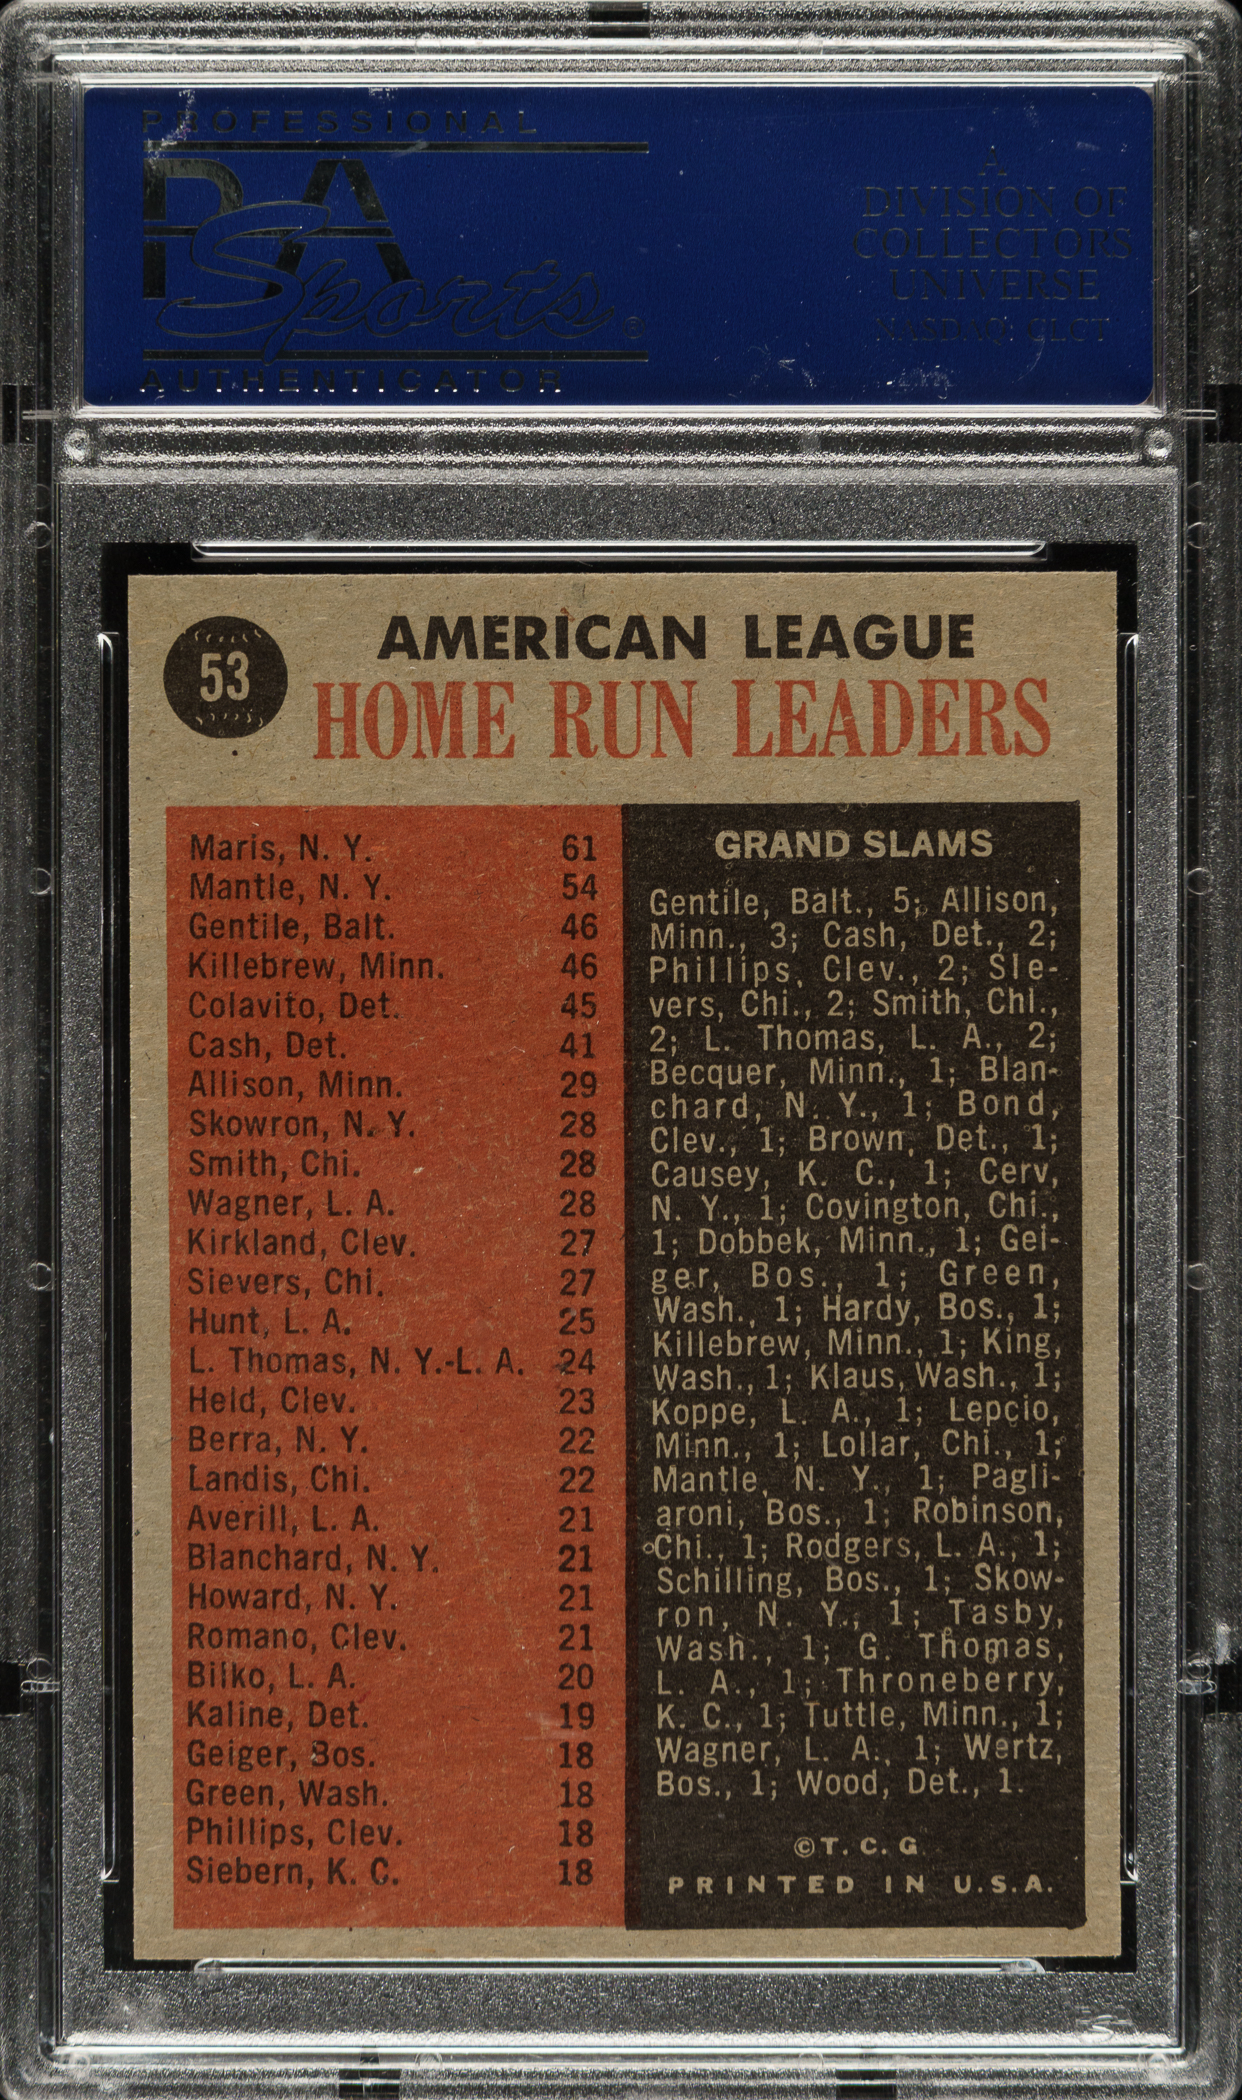 PROFESSIONAL
PSA
Sports®
AUTHENTICATOR
A
DIVISION OF
COLLECTORS
UNIVERSE
NASDAQ: CLCT
53
AMERICAN LEAGUE
HOME RUN LEADERS
Maris, N. Y. 61
Mantle, N. Y. 54
Gentile, Balt. 46
Killebrew, Minn. 46
Colavito, Det. 45
Cash, Det. 41
Allison, Minn. 29
Skowron, N. Y. 28
Smith, Chi. 28
Wagner, L. A. 28
Kirkland, Clev. 27
Sievers, Chi. 27
Hunt, L. A. 25
L. Thomas, N. Y.-L. A. 24
Held, Clev. 23
Berra, N. Y. 22
Landis, Chi. 22
Averill, L. A. 21
Blanchard, N. Y. 21
Howard, N. Y. 21
Romano, Clev. 21
Bilko, L. A. 20
Kaline, Det. 19
Geiger, Bos. 18
Green, Wash. 18
Phillips, Clev. 18
Siebern, K. C. 18
GRAND SLAMS
Gentile, Balt., 5; Allison,
Minn., 3; Cash, Det., 2;
Phillips, Clev., 2; Sie-
vers, Chi., 2; Smith, Chi.,
2; L. Thomas, L. A., 2;
Becquer, Minn., 1; Blan-
chard, N. Y., 1; Bond,
Clev., 1; Brown, Det., 1;
Causey, K. C., 1; Cerv,
N. Y., 1; Covington, Chi.,
1; Dobbek, Minn., 1; Gei-
ger, Bos., 1; Green,
Wash., 1; Hardy, Bos., 1;
Killebrew, Minn., 1; King,
Wash., 1; Klaus, Wash., 1;
Koppe, L. A., 1; Lepcio,
Minn., 1; Lollar, Chi., 1;
Mantle, N. Y., 1; Pagli-
aroni, Bos., 1; Robinson,
Chi., 1; Rodgers, L. A., 1;
Schilling, Bos., 1; Skow-
ron, N. Y., 1; Tasby,
Wash., 1; G. Thomas,
L. A., 1; Throneberry,
K. C., 1; Tuttle, Minn., 1;
Wagner, L. A., 1; Wertz,
Bos., 1; Wood, Det., 1.
©T. C. G.
PRINTED IN U.S.A.